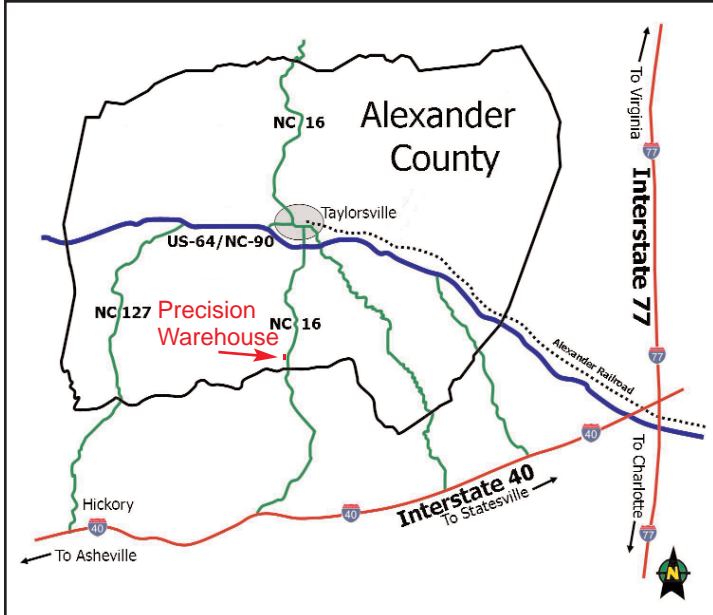 To Virginia
NC 16
Alexander
County
77
Interstate 77
Taylorsville
US-64/NC-90
NC 127
Precision
Warehouse
NC 16
Alexander Railroad
77
40
Interstate 40
To Statesville
To Charlotte
Hickory
40
40
77
To Asheville
N